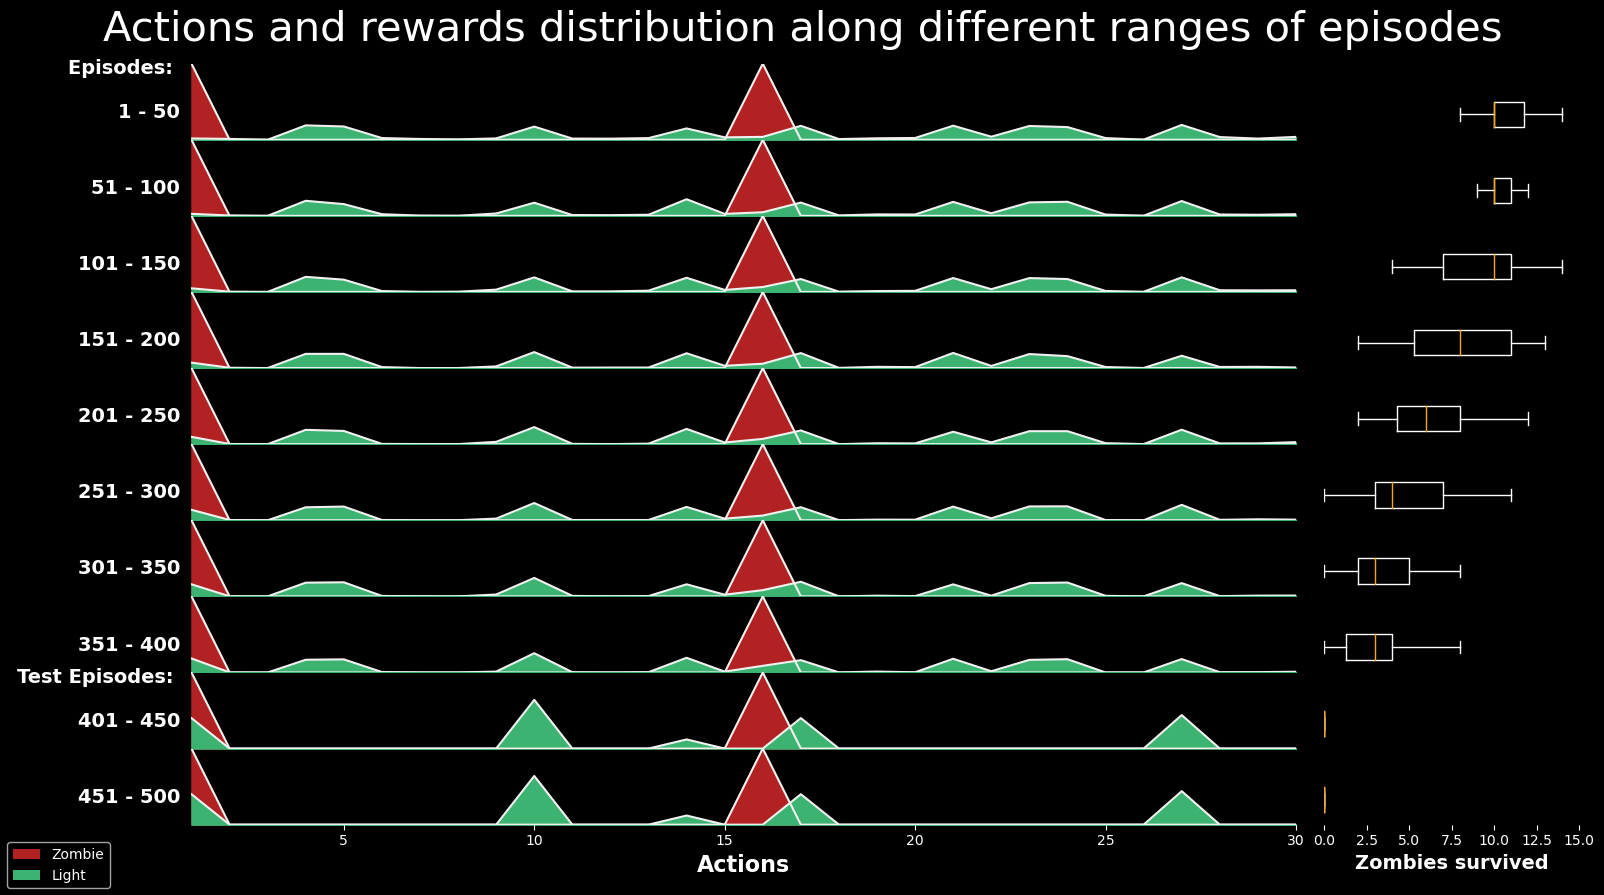 Actions and rewards distribution along different ranges of episodes
Episodes:
1 - 50
51 - 100
101 - 150
151 - 200
201 - 250
251 - 300
301 - 350
351 - 400
Test Episodes:
401 - 450
451 - 500
5 10 15 20 25 30
0.0 2.5 5.0 7.5 10.0 12.5 15.0
Actions
Zombies survived
Zombie
Light